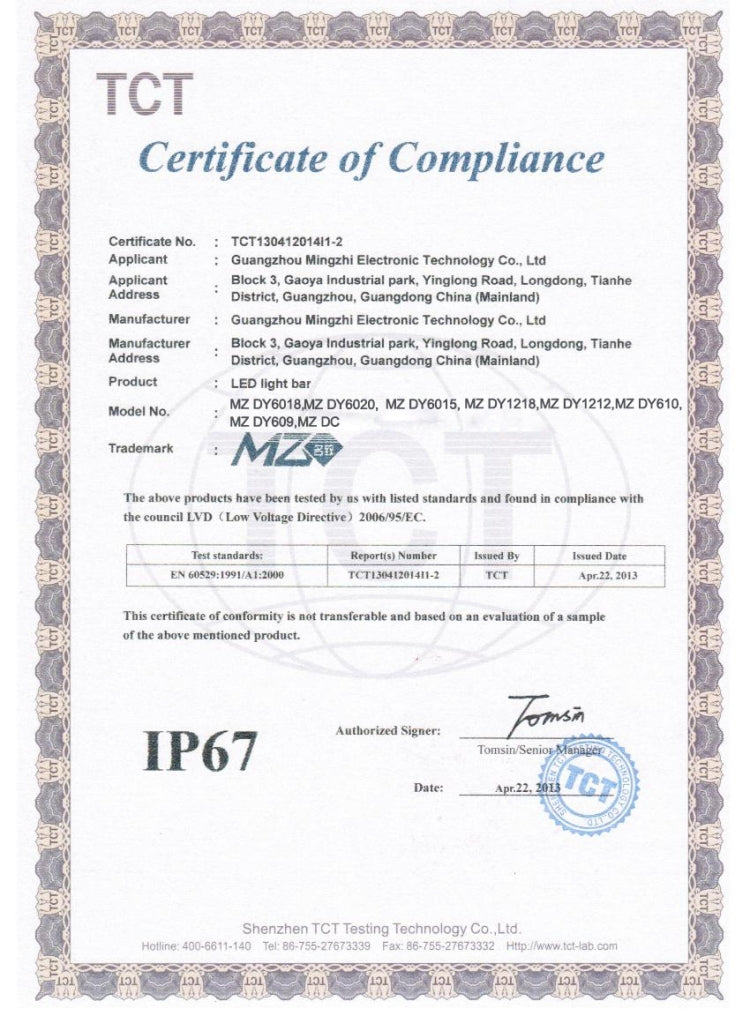 TCT
Certificate of Compliance
Certificate No. : TCT130412014I1-2
Applicant : Guangzhou Mingzhi Electronic Technology Co., Ltd
Applicant Address : Block 3, Gaoya Industrial park, Yinglong Road, Longdong, Tianhe
District, Guangzhou, Guangdong China (Mainland)
Manufacturer : Guangzhou Mingzhi Electronic Technology Co., Ltd
Manufacturer Address : Block 3, Gaoya Industrial park, Yinglong Road, Longdong, Tianhe
District, Guangzhou, Guangdong China (Mainland)
Product : LED light bar
Model No. : MZ DY6018,MZ DY6020, MZ DY6015, MZ DY1218,MZ DY1212,MZ DY610,
MZ DY609,MZ DC
Trademark : MZ
The above products have been tested by us with listed standards and found in compliance with
the council LVD（Low Voltage Directive）2006/95/EC.
Test standards: Report(s) Number Issued By Issued Date
EN 60529:1991/A1:2000 TCT130412014I1-2 TCT Apr.22, 2013
This certificate of conformity is not transferable and based on an evaluation of a sample
of the above mentioned product.
IP67
Authorized Signer: Tomsin
Tomsin/Senior Manager
Date: Apr.22, 2013
TCT
Shenzhen TCT Testing Technology Co.,Ltd.
Hotline: 400-6611-140 Tel: 86-755-27673339 Fax: 86-755-27673332 Http://www.tct-lab.com